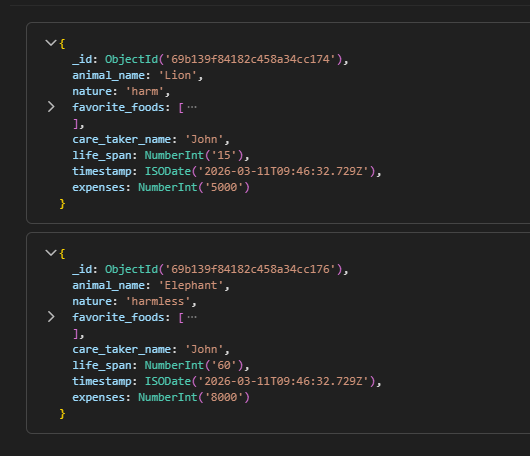 {
_id: ObjectId('69b139f84182c458a34cc174'),
animal_name: 'Lion',
nature: 'harm',
favorite_foods: [ ···
],
care_taker_name: 'John',
life_span: NumberInt('15'),
timestamp: ISODate('2026-03-11T09:46:32.729Z'),
expenses: NumberInt('5000')
}
{
_id: ObjectId('69b139f84182c458a34cc176'),
animal_name: 'Elephant',
nature: 'harmless',
favorite_foods: [ ···
],
care_taker_name: 'John',
life_span: NumberInt('60'),
timestamp: ISODate('2026-03-11T09:46:32.729Z'),
expenses: NumberInt('8000')
}